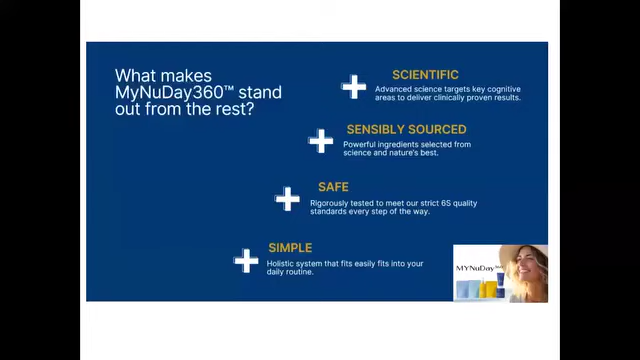 What makes
MyNuDay360™ stand
out from the rest?
SCIENTIFIC
Advanced science targets key cognitive
areas to deliver clinically proven results.
SENSIBLY SOURCED
Powerful ingredients selected from
science and nature's best.
SAFE
Rigorously tested to meet our strict 6S quality
standards every step of the way.
SIMPLE
Holistic system that fits easily fits into your
daily routine.
MYNuDay